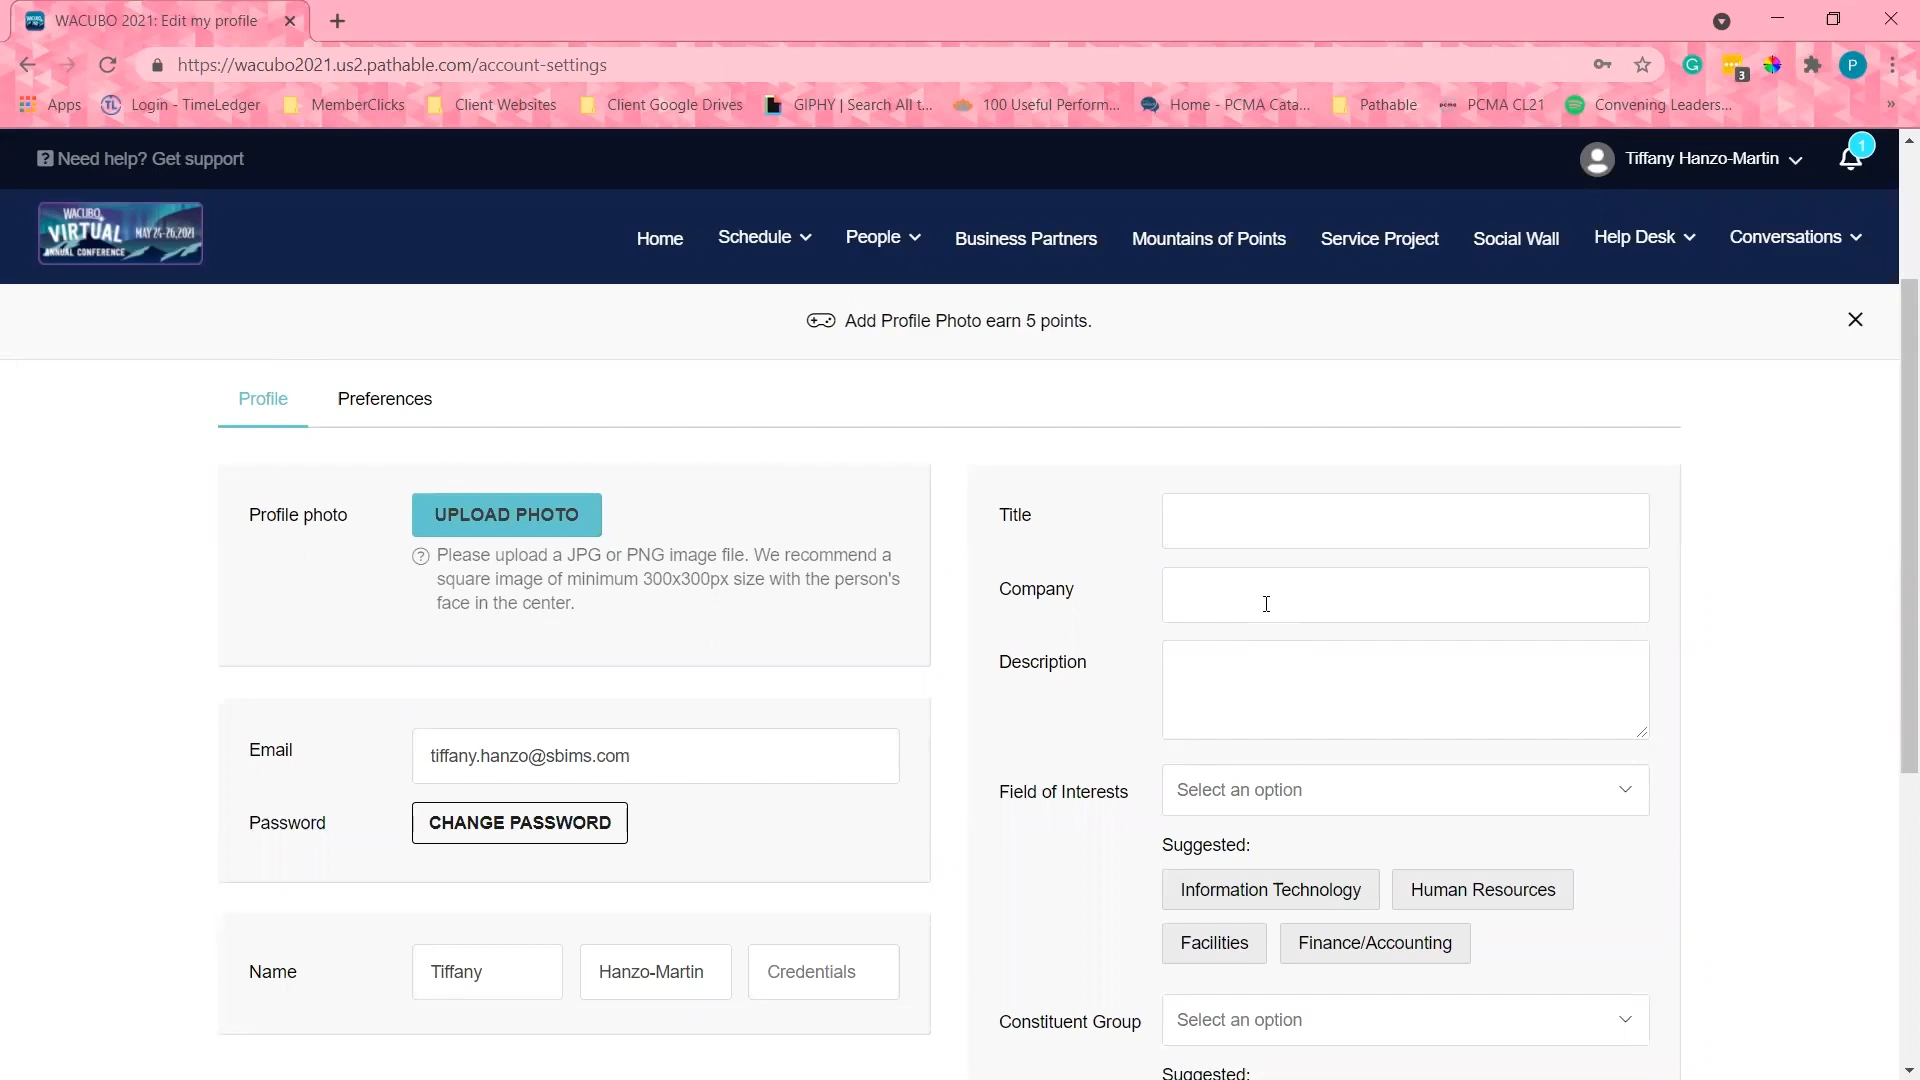 WACUBO 2021: Edit my profile
https://wacubo2021.us2.pathable.com/account-settings
P
3
Apps
TL
Login - TimeLedger
MemberClicks
Client Websites
Client Google Drives
GIPHY | Search All t...
100 Useful Perform...
Home - PCMA Cata...
Pathable
PCMA CL21
Convening Leaders...
Need help? Get support
Tiffany Hanzo-Martin
1
WACUBO
VIRTUAL
ANNUAL CONFERENCE
MAY 24-26, 2021
Home
Schedule
People
Business Partners
Mountains of Points
Service Project
Social Wall
Help Desk
Conversations
Add Profile Photo earn 5 points.
Profile
Preferences
Profile photo
UPLOAD PHOTO
Please upload a JPG or PNG image file. We recommend a
square image of minimum 300x300px size with the person's
face in the center.
Email
tiffany.hanzo@sbims.com
Password
CHANGE PASSWORD
Name
Tiffany
Hanzo-Martin
Credentials
Title
Company
Description
Field of Interests
Select an option
Suggested:
Information Technology
Human Resources
Facilities
Finance/Accounting
Constituent Group
Select an option
Suggested: